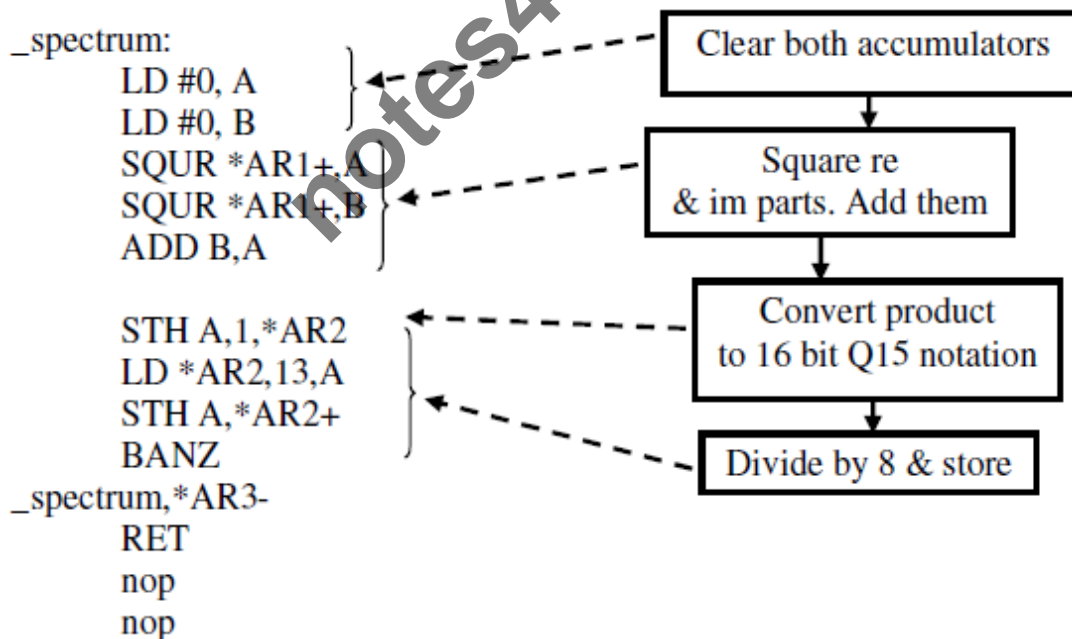 _spectrum:
LD #0, A
LD #0, B
SQUR *AR1+,A
SQUR *AR1+,B
ADD B,A
STH A,1,*AR2
LD *AR2,13,A
STH A,*AR2+
BANZ
_spectrum,*AR3-
RET
nop
nop
Clear both accumulators
Square re
& im parts. Add them
Convert product
to 16 bit Q15 notation
Divide by 8 & store
notes4